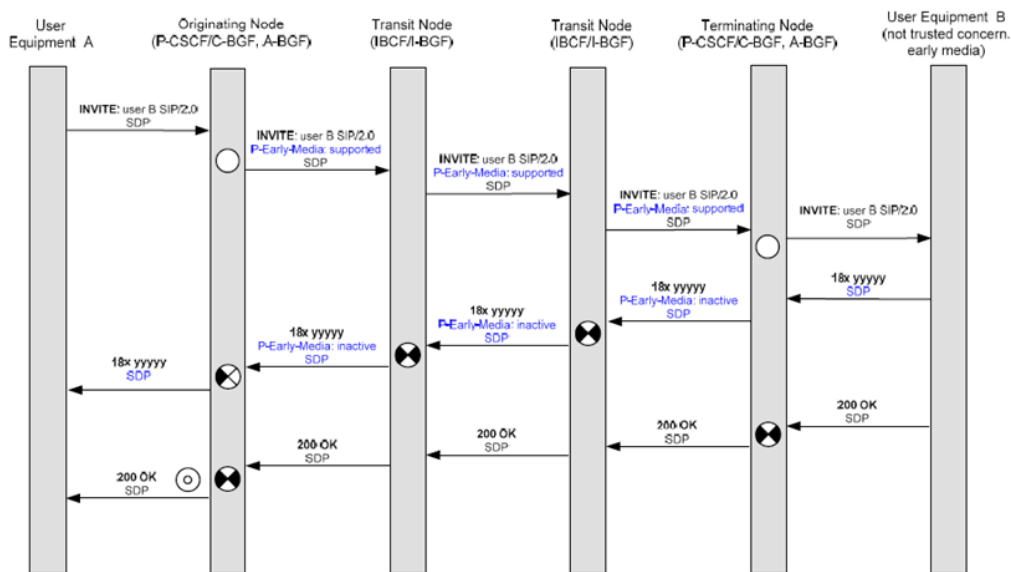 User
Equipment A
Originating Node
(P-CSCF/C-BGF, A-BGF)
Transit Node
(IBCF/I-BGF)
Transit Node
(IBCF/I-BGF)
Terminating Node
(P-CSCF/C-BGF, A-BGF)
User Equipment B
(not trusted concern.
early media)
INVITE: user B SIP/2.0
SDP
INVITE: user B SIP/2.0
P-Early-Media: supported
SDP
INVITE: user B SIP/2.0
P-Early-Media: supported
SDP
INVITE: user B SIP/2.0
P-Early-Media: supported
SDP
INVITE: user B SIP/2.0
SDP
18x yyyyy
SDP
18x yyyyy
P-Early-Media: inactive
SDP
18x yyyyy
P-Early-Media: inactive
SDP
18x yyyyy
P-Early-Media: inactive
SDP
18x yyyyy
SDP
200 OK
SDP
200 OK
SDP
200 OK
SDP
200 OK
SDP
200 OK
SDP